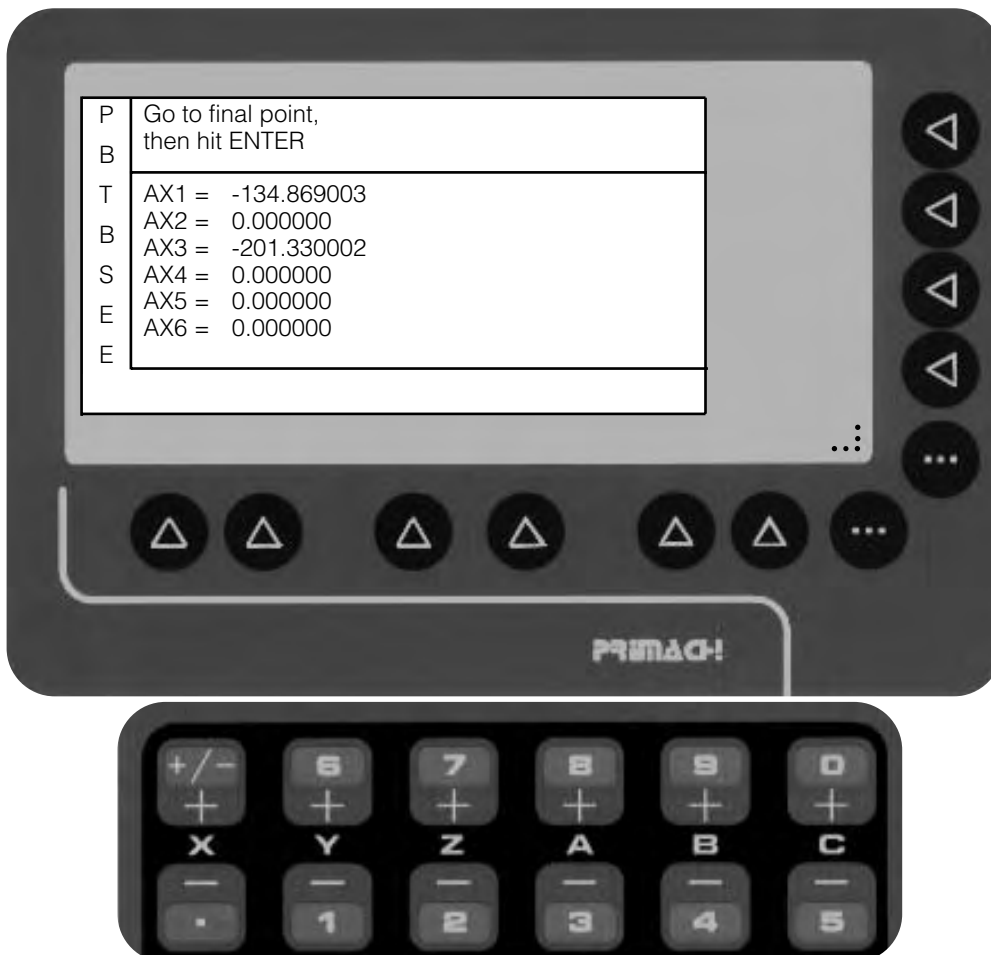 P
B
T
B
S
E
E
Go to final point,
then hit ENTER
AX1 = -134.869003
AX2 = 0.000000
AX3 = -201.330002
AX4 = 0.000000
AX5 = 0.000000
AX6 = 0.000000
PRIMACH!
+/- 6 7 8 9 0
+ + + + + +
X Y Z A B C
— — — — — —
. 1 2 3 4 5